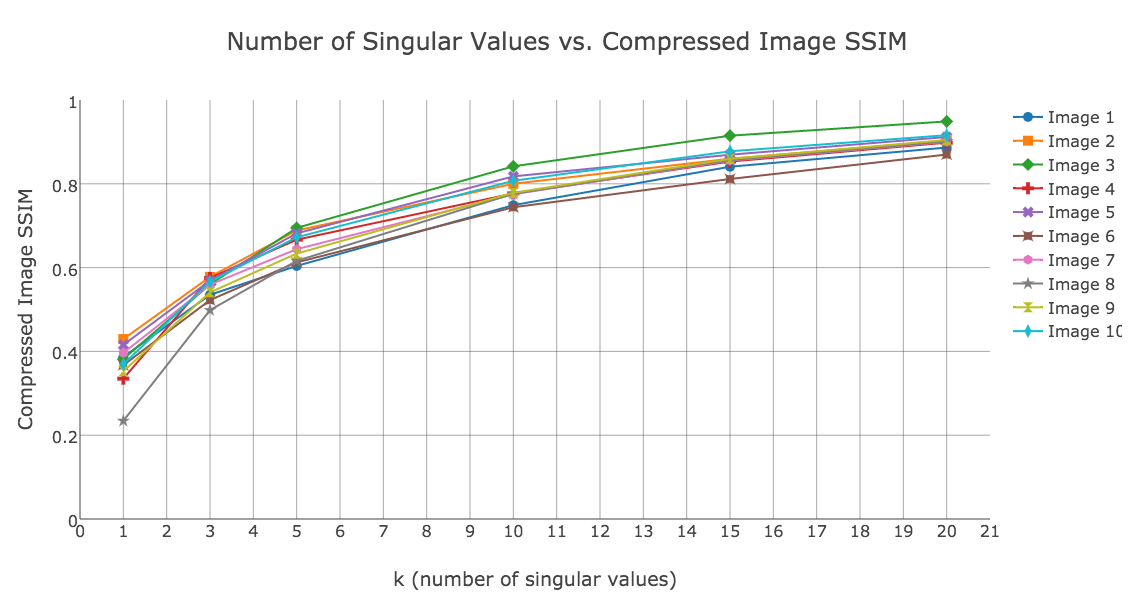 Number of Singular Values vs. Compressed Image SSIM
Compressed Image SSIM
1
0.8
0.6
0.4
0.2
0
0 1 2 3 4 5 6 7 8 9 10 11 12 13 14 15 16 17 18 19 20 21
k (number of singular values)
Image 1
Image 2
Image 3
Image 4
Image 5
Image 6
Image 7
Image 8
Image 9
Image 10